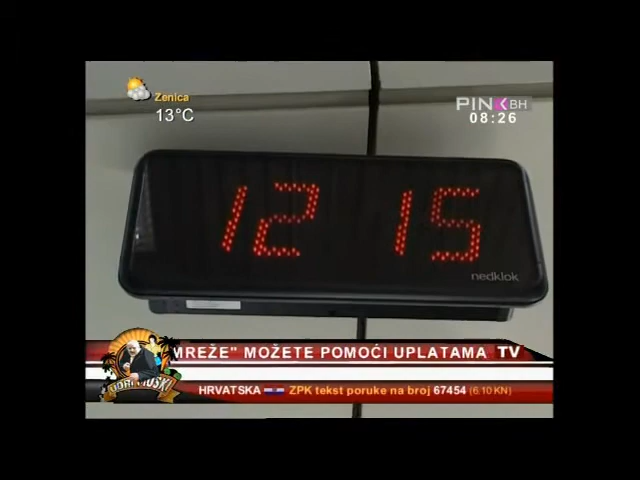 Zenica
13°C
PINK BH
08:26
12 15
nedklok
MREŽE" MOŽETE POMOĆI UPLATAMA TV
HRVATSKA ZPK tekst poruke na broj 67454 (6.10 KN)